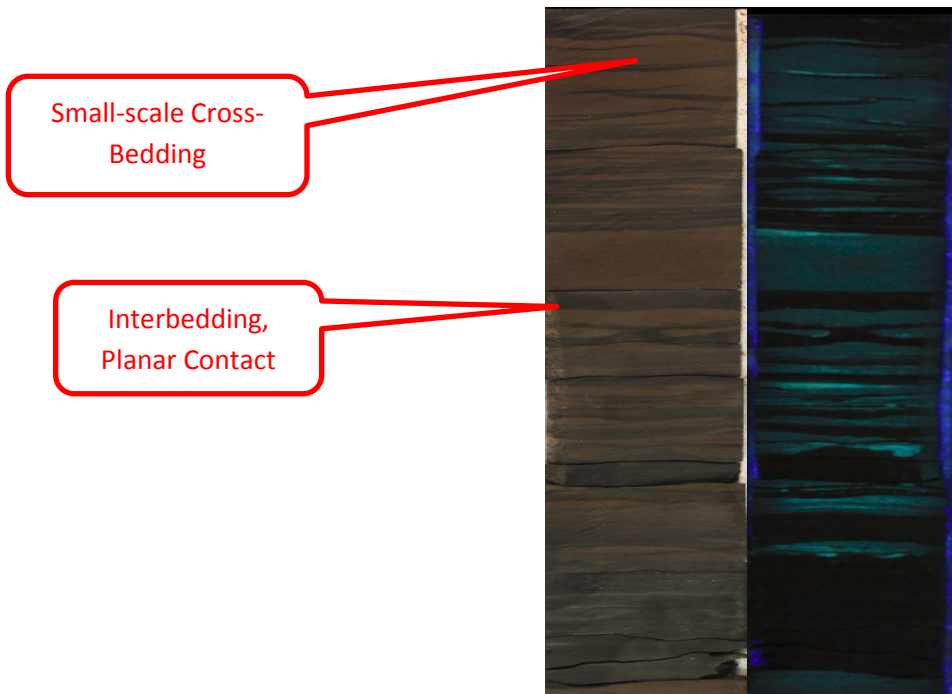 Small-scale Cross-
Bedding
Interbedding,
Planar Contact